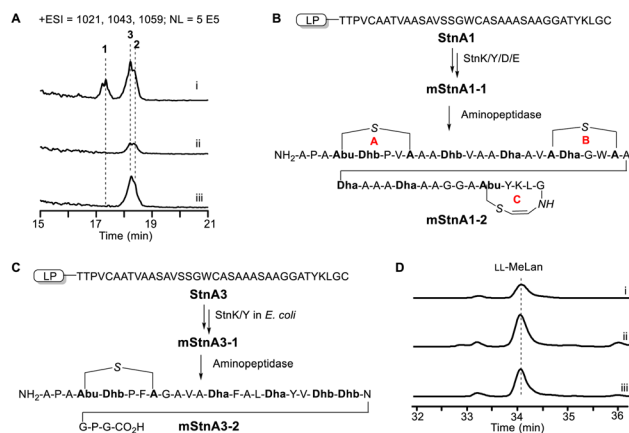 A
+ESI = 1021, 1043, 1059; NL = 5 E5
1 3 2
i
ii
iii
15 17 19 21
Time (min)
B
LP TTPVCAATVAASAVSSGWCASAAASAAGGATYKLGC
StnA1
StnK/Y/D/E
mStnA1-1
Aminopeptidase
S S
A B
NH2-A-P-A-Abu-Dhb-P-V-A-A-A-Dhb-V-A-A-Dha-A-V-A-Dha-G-W-A-A
Dha-A-A-A-Dha-A-A-G-G-A-Abu-Y-K-L-G
C
S NH
mStnA1-2
C
LP TTPVCAATVAASAVSSGWCASAAASAAGGATYKLGC
StnA3
StnK/Y in E. coli
mStnA3-1
Aminopeptidase
S
NH2-A-P-A-Abu-Dhb-P-F-A-G-A-V-A-Dha-F-A-L-Dha-Y-V-Dhb-Dhb-N
G-P-G-CO2H
mStnA3-2
D
LL-MeLan
i
ii
iii
32 33 34 35 36
Time (min)